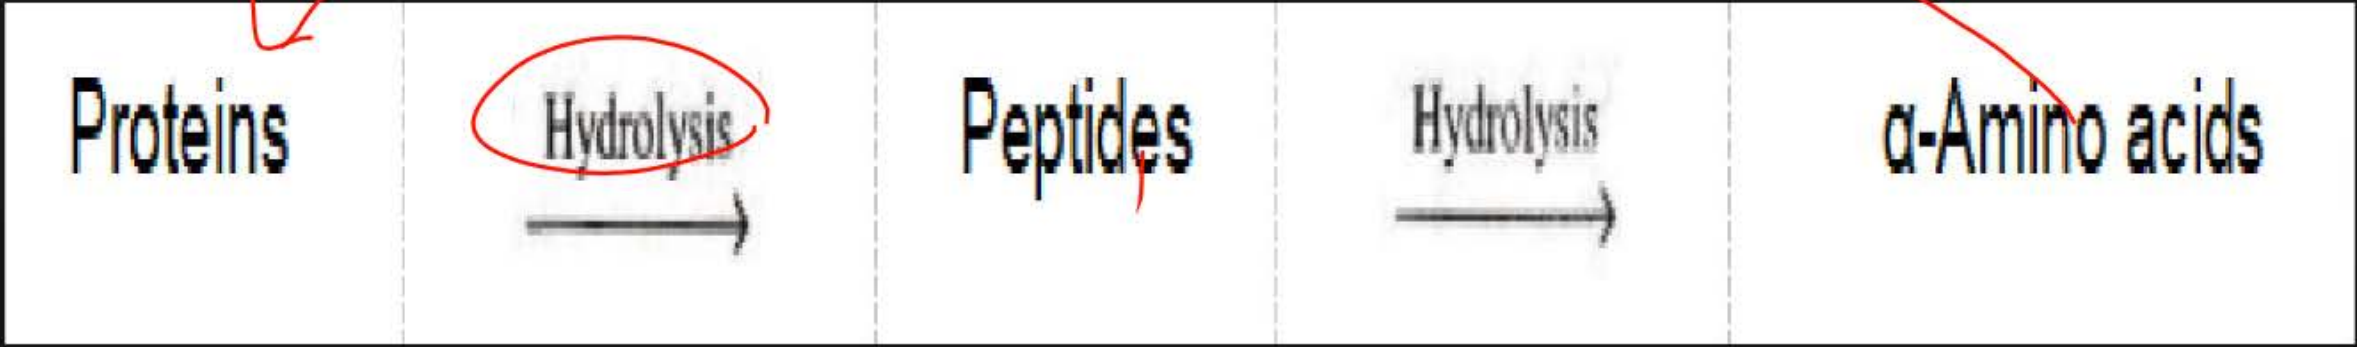 Proteins Hydrolysis Peptides Hydrolysis α-Amino acids